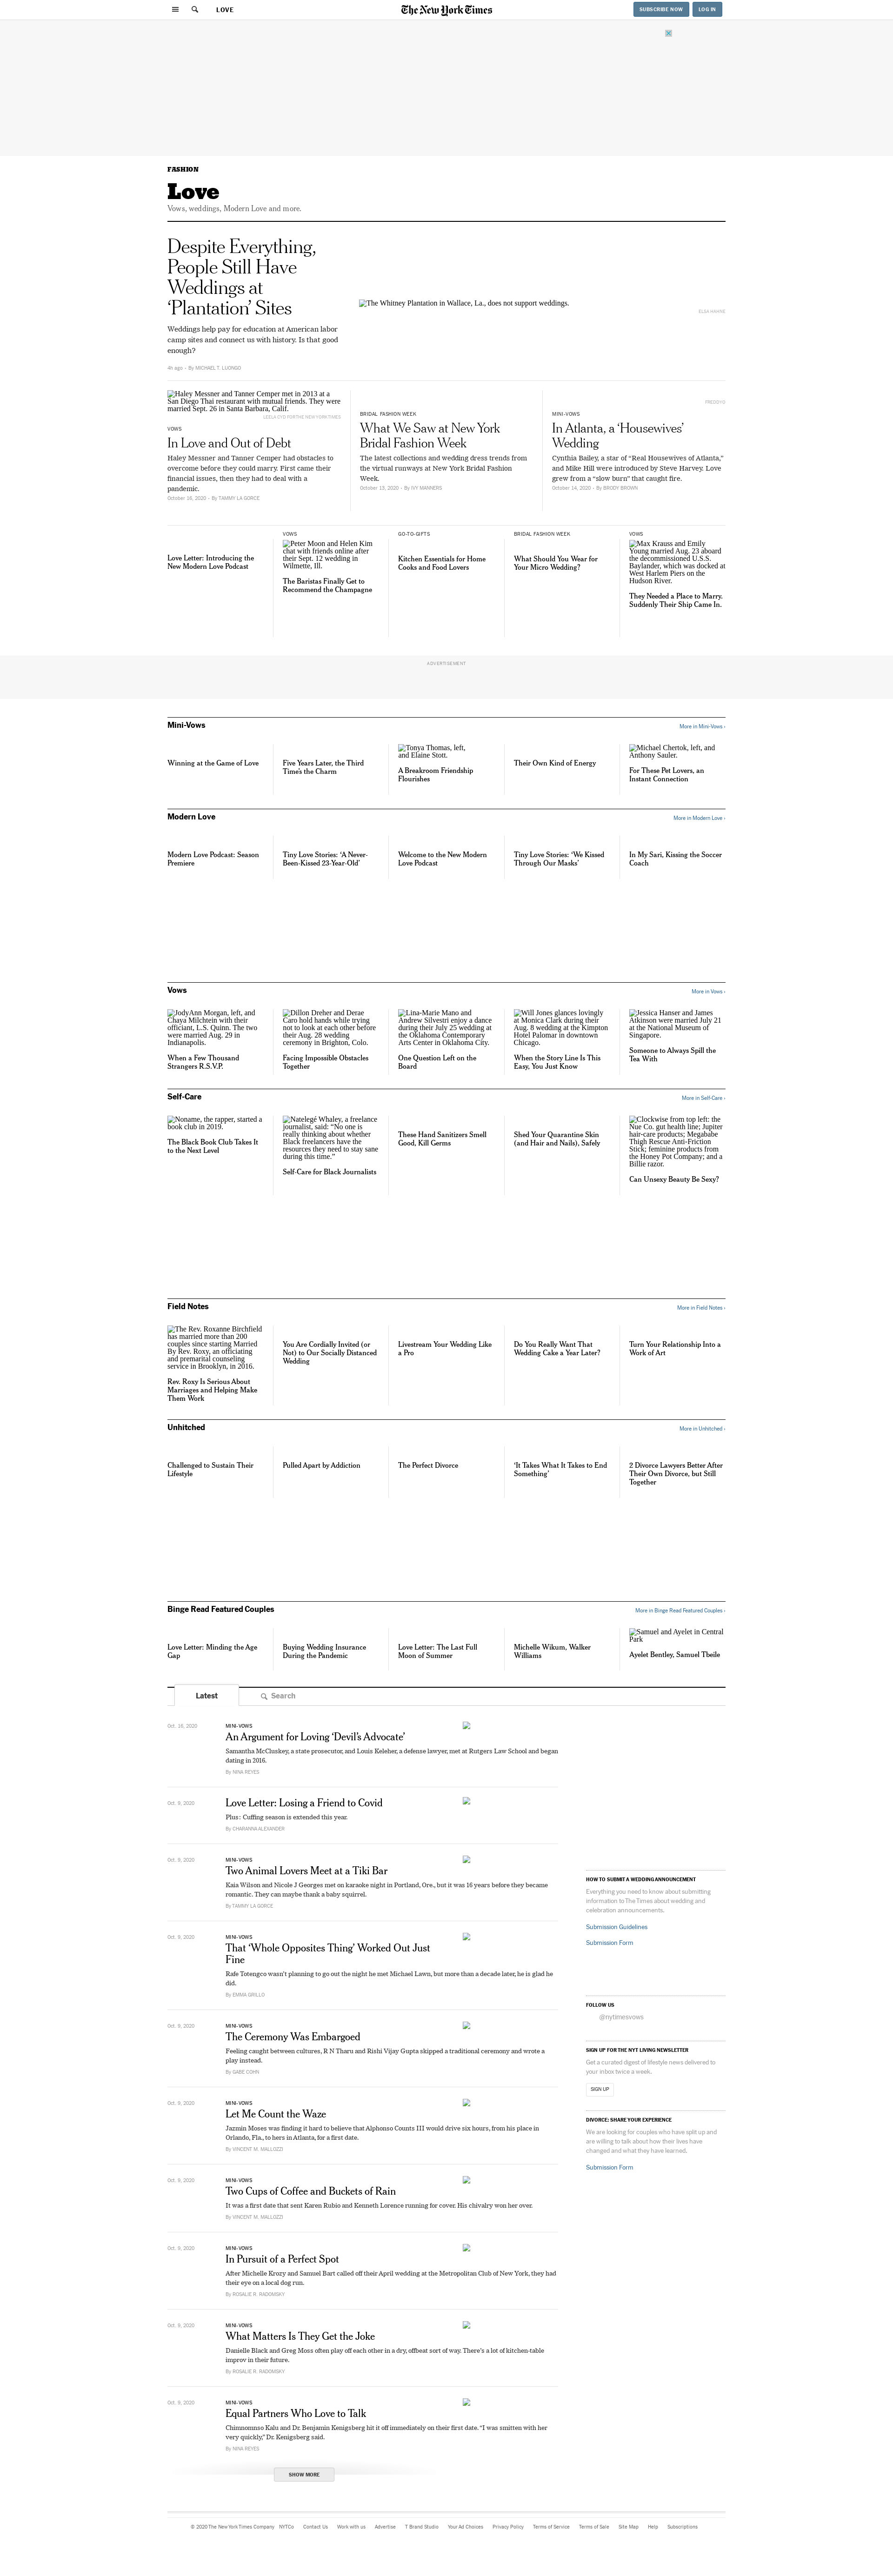 LOVE
The New York Times
SUBSCRIBE NOW
LOG IN
FASHION
Love
Vows, weddings, Modern Love and more.
Despite Everything,
People Still Have
Weddings at
‘Plantation’ Sites
Weddings help pay for education at American labor
camp sites and connect us with history. Is that good
enough?
4h ago - By MICHAEL T. LUONGO
The Whitney Plantation in Wallace, La., does not support weddings.
ELSA HAHNE
Haley Messner and Tanner Cemper met in 2013 at a
San Diego Thai restaurant with mutual friends. They were
married Sept. 26 in Santa Barbara, Calif.
LEELA CYD FOR THE NEW YORK TIMES
VOWS
In Love and Out of Debt
Haley Messner and Tanner Cemper had obstacles to
overcome before they could marry. First came their
financial issues, then they had to deal with a
pandemic.
October 16, 2020 - By TAMMY LA GORCE
BRIDAL FASHION WEEK
What We Saw at New York
Bridal Fashion Week
The latest collections and wedding dress trends from
the virtual runways at New York Bridal Fashion
Week.
October 13, 2020 - By IVY MANNERS
FREDDYO
MINI-VOWS
In Atlanta, a ‘Housewives’
Wedding
Cynthia Bailey, a star of “Real Housewives of Atlanta,”
and Mike Hill were introduced by Steve Harvey. Love
grew from a “slow burn” that caught fire.
October 14, 2020 - By BRODY BROWN
Love Letter: Introducing the
New Modern Love Podcast
VOWS
Peter Moon and Helen Kim
chat with friends online after
their Sept. 12 wedding in
Wilmette, Ill.
The Baristas Finally Get to
Recommend the Champagne
GO-TO-GIFTS
Kitchen Essentials for Home
Cooks and Food Lovers
BRIDAL FASHION WEEK
What Should You Wear for
Your Micro Wedding?
VOWS
Max Krauss and Emily
Young married Aug. 23 aboard
the decommissioned U.S.S.
Baylander, which was docked at
West Harlem Piers on the
Hudson River.
They Needed a Place to Marry.
Suddenly Their Ship Came In.
ADVERTISEMENT
Mini-Vows
More in Mini-Vows ›
Winning at the Game of Love
Five Years Later, the Third
Time’s the Charm
Tonya Thomas, left,
and Elaine Stott.
A Breakroom Friendship
Flourishes
Their Own Kind of Energy
Michael Chertok, left, and
Anthony Sauler.
For These Pet Lovers, an
Instant Connection
Modern Love
More in Modern Love ›
Modern Love Podcast: Season
Premiere
Tiny Love Stories: ‘A Never-
Been-Kissed 23-Year-Old’
Welcome to the New Modern
Love Podcast
Tiny Love Stories: ‘We Kissed
Through Our Masks’
In My Sari, Kissing the Soccer
Coach
Vows
More in Vows ›
JodyAnn Morgan, left, and
Chaya Milchtein with their
officiant, L.S. Quinn. The two
were married Aug. 29 in
Indianapolis.
When a Few Thousand
Strangers R.S.V.P.
Dillon Dreher and Derae
Caro hold hands while trying
not to look at each other before
their Aug. 28 wedding
ceremony in Brighton, Colo.
Facing Impossible Obstacles
Together
Lina-Marie Mano and
Andrew Silvestri enjoy a dance
during their July 25 wedding at
the Oklahoma Contemporary
Arts Center in Oklahoma City.
One Question Left on the
Board
Will Jones glances lovingly
at Monica Clark during their
Aug. 8 wedding at the Kimpton
Hotel Palomar in downtown
Chicago.
When the Story Line Is This
Easy, You Just Know
Jessica Hanser and James
Atkinson were married July 21
at the National Museum of
Singapore.
Someone to Always Spill the
Tea With
Self-Care
More in Self-Care ›
Noname, the rapper, started a
book club in 2019.
The Black Book Club Takes It
to the Next Level
Natelegé Whaley, a freelance
journalist, said: “No one is
really thinking about whether
Black freelancers have the
resources they need to stay sane
during this time.”
Self-Care for Black Journalists
These Hand Sanitizers Smell
Good, Kill Germs
Shed Your Quarantine Skin
(and Hair and Nails), Safely
Clockwise from top left: the
Nue Co. gut health line; Jupiter
hair-care products; Megababe
Thigh Rescue Anti-Friction
Stick; feminine products from
the Honey Pot Company; and a
Billie razor.
Can Unsexy Beauty Be Sexy?
Field Notes
More in Field Notes ›
The Rev. Roxanne Birchfield
has married more than 200
couples since starting Married
By Rev. Roxy, an officiating
and premarital counseling
service in Brooklyn, in 2016.
Rev. Roxy Is Serious About
Marriages and Helping Make
Them Work
You Are Cordially Invited (or
Not) to Our Socially Distanced
Wedding
Livestream Your Wedding Like
a Pro
Do You Really Want That
Wedding Cake a Year Later?
Turn Your Relationship Into a
Work of Art
Unhitched
More in Unhitched ›
Challenged to Sustain Their
Lifestyle
Pulled Apart by Addiction
The Perfect Divorce
‘It Takes What It Takes to End
Something’
2 Divorce Lawyers Better After
Their Own Divorce, but Still
Together
Binge Read Featured Couples
More in Binge Read Featured Couples ›
Love Letter: Minding the Age
Gap
Buying Wedding Insurance
During the Pandemic
Love Letter: The Last Full
Moon of Summer
Michelle Wikum, Walker
Williams
Samuel and Ayelet in Central
Park
Ayelet Bentley, Samuel Tbeile
Latest
Search
Oct. 16, 2020
MINI-VOWS
An Argument for Loving ‘Devil’s Advocate’
Samantha McCluskey, a state prosecutor, and Louis Keleher, a defense lawyer, met at Rutgers Law School and began
dating in 2016.
By NINA REYES
Oct. 9, 2020
Love Letter: Losing a Friend to Covid
Plus: Cuffing season is extended this year.
By CHARANNA ALEXANDER
Oct. 9, 2020
MINI-VOWS
Two Animal Lovers Meet at a Tiki Bar
Kaia Wilson and Nicole J Georges met on karaoke night in Portland, Ore., but it was 16 years before they became
romantic. They can maybe thank a baby squirrel.
By TAMMY LA GORCE
Oct. 9, 2020
MINI-VOWS
That ‘Whole Opposites Thing’ Worked Out Just
Fine
Rafe Totengco wasn’t planning to go out the night he met Michael Lawn, but more than a decade later, he is glad he
did.
By EMMA GRILLO
Oct. 9, 2020
MINI-VOWS
The Ceremony Was Embargoed
Feeling caught between cultures, R N Tharu and Rishi Vijay Gupta skipped a traditional ceremony and wrote a
play instead.
By GABE COHN
Oct. 9, 2020
MINI-VOWS
Let Me Count the Ways
Jazmin Moses was finding it hard to believe that Alphonso Counts III would drive six hours, from his place in
Orlando, Fla., to hers in Atlanta, for a first date.
By VINCENT M. MALLOZZI
Oct. 9, 2020
MINI-VOWS
Two Cups of Coffee and Buckets of Rain
It was a first date that sent Karen Rubio and Kenneth Lorence running for cover. His chivalry won her over.
By VINCENT M. MALLOZZI
Oct. 9, 2020
MINI-VOWS
In Pursuit of a Perfect Spot
After Michelle Krozy and Samuel Bart called off their April wedding at the Metropolitan Club of New York, they had
their eye on a local dog run.
By ROSALIE R. RADOMSKY
Oct. 9, 2020
MINI-VOWS
What Matters Is They Get the Joke
Danielle Black and Greg Moss often play off each other in a dry, offbeat sort of way. There’s a lot of kitchen-table
improv in their future.
By ROSALIE R. RADOMSKY
Oct. 9, 2020
MINI-VOWS
Equal Partners Who Love to Talk
Chimnomnso Kalu and Dr. Benjamin Kenigsberg hit it off immediately on their first date. “I was smitten with her
very quickly,” Dr. Kenigsberg said.
By NINA REYES
SHOW MORE
HOW TO SUBMIT A WEDDING ANNOUNCEMENT
Everything you need to know about submitting
information to The Times about wedding and
celebration announcements.
Submission Guidelines
Submission Form
FOLLOW US
@nytimesvows
SIGN UP FOR THE NYT LIVING NEWSLETTER
Get a curated digest of lifestyle news delivered to
your inbox twice a week.
SIGN UP
DIVORCE: SHARE YOUR EXPERIENCE
We are looking for couples who have split up and
are willing to talk about how their lives have
changed and what they have learned.
Submission Form
© 2020 The New York Times Company
NYTCo
Contact Us
Work with us
Advertise
T Brand Studio
Your Ad Choices
Privacy Policy
Terms of Service
Terms of Sale
Site Map
Help
Subscriptions